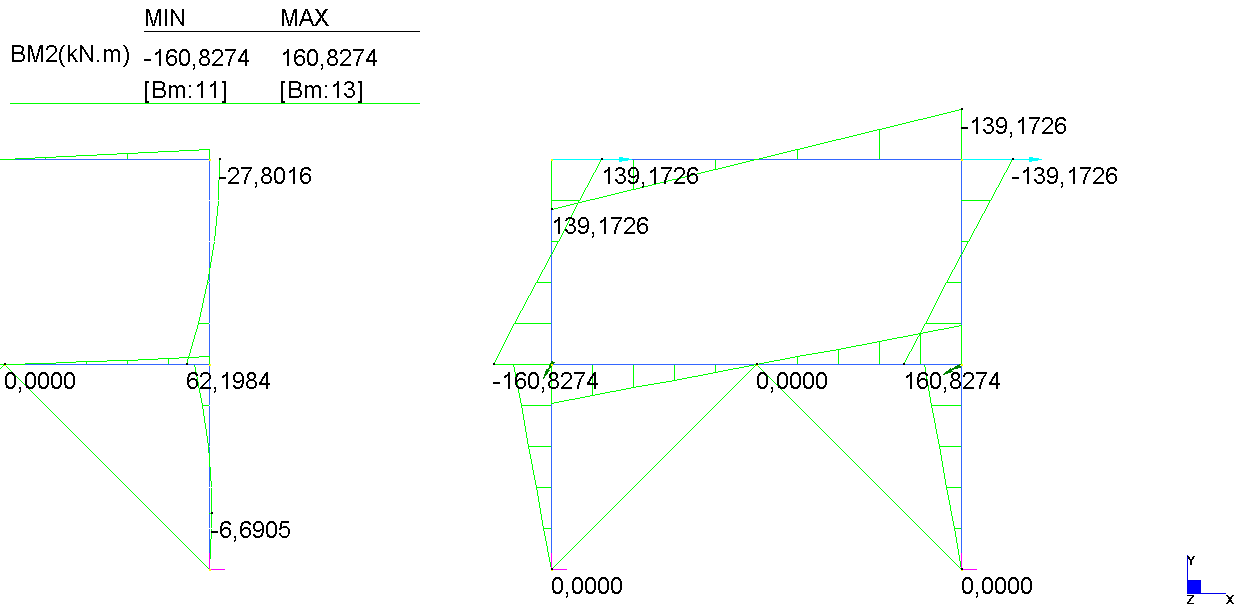 MIN MAX
BM2(kN.m) -160,8274 160,8274
[Bm:11] [Bm:13]
-139,1726
-27,8016 139,1726 -139,1726
139,1726
0,0000 62,1984 -160,8274 0,0000 160,8274
-6,6905
0,0000 0,0000
Y
Z X